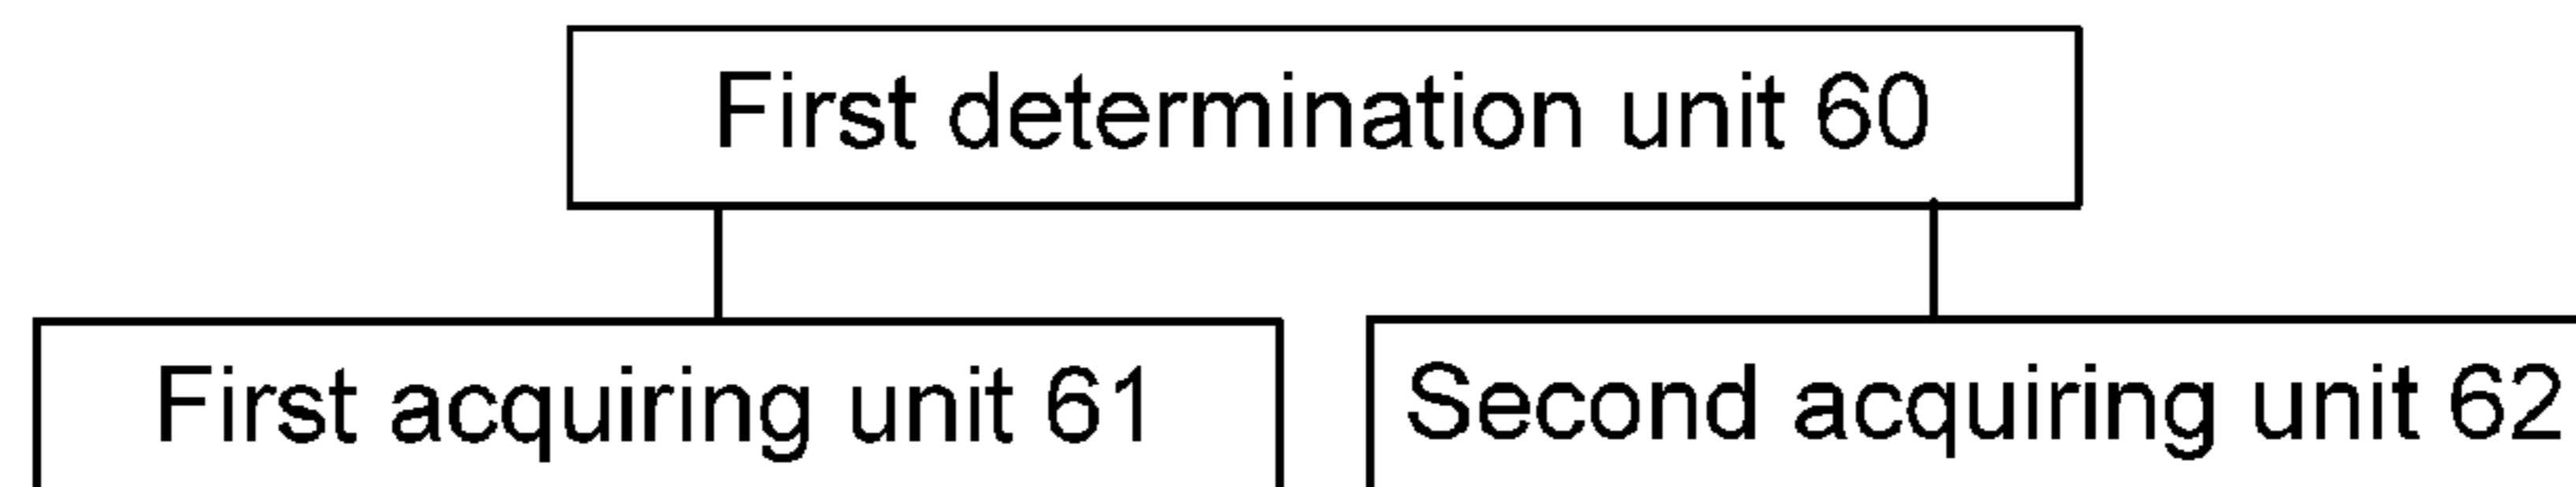 First determination unit 60
First acquiring unit 61
Second acquiring unit 62